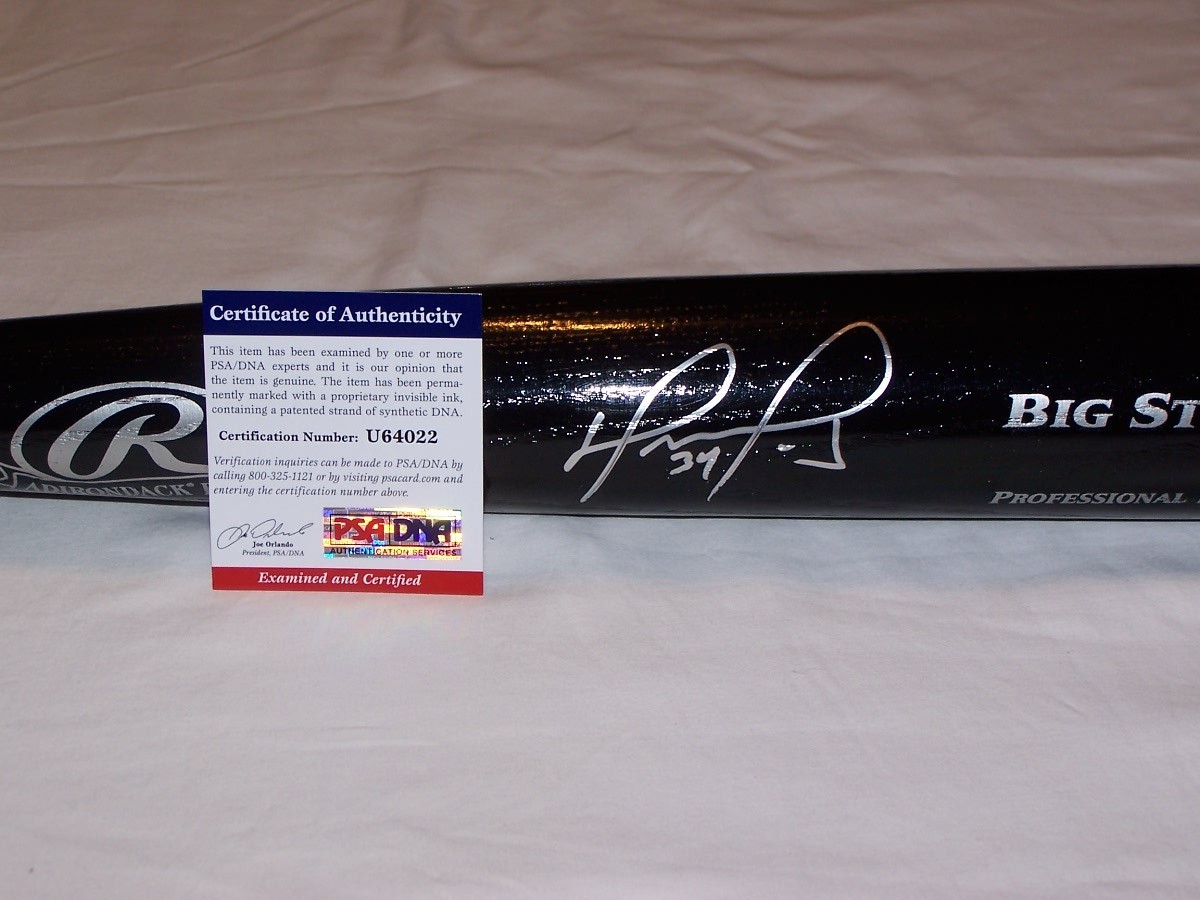 Certificate of Authenticity
This item has been examined by one or more
PSA/DNA experts and it is our opinion that
the item is genuine. The item has been perma-
nently marked with a proprietary invisible ink,
containing a patented strand of synthetic DNA.
Certification Number: U64022
Verification inquiries can be made to PSA/DNA by
calling 800-325-1121 or by visiting psacard.com and
entering the certification number above.
Joe Orlando
President, PSA/DNA
PSA DNA
AUTHENTICATION SERVICES
Examined and Certified
R
ADIRONDACK®
34
BIG ST
PROFESSIONAL